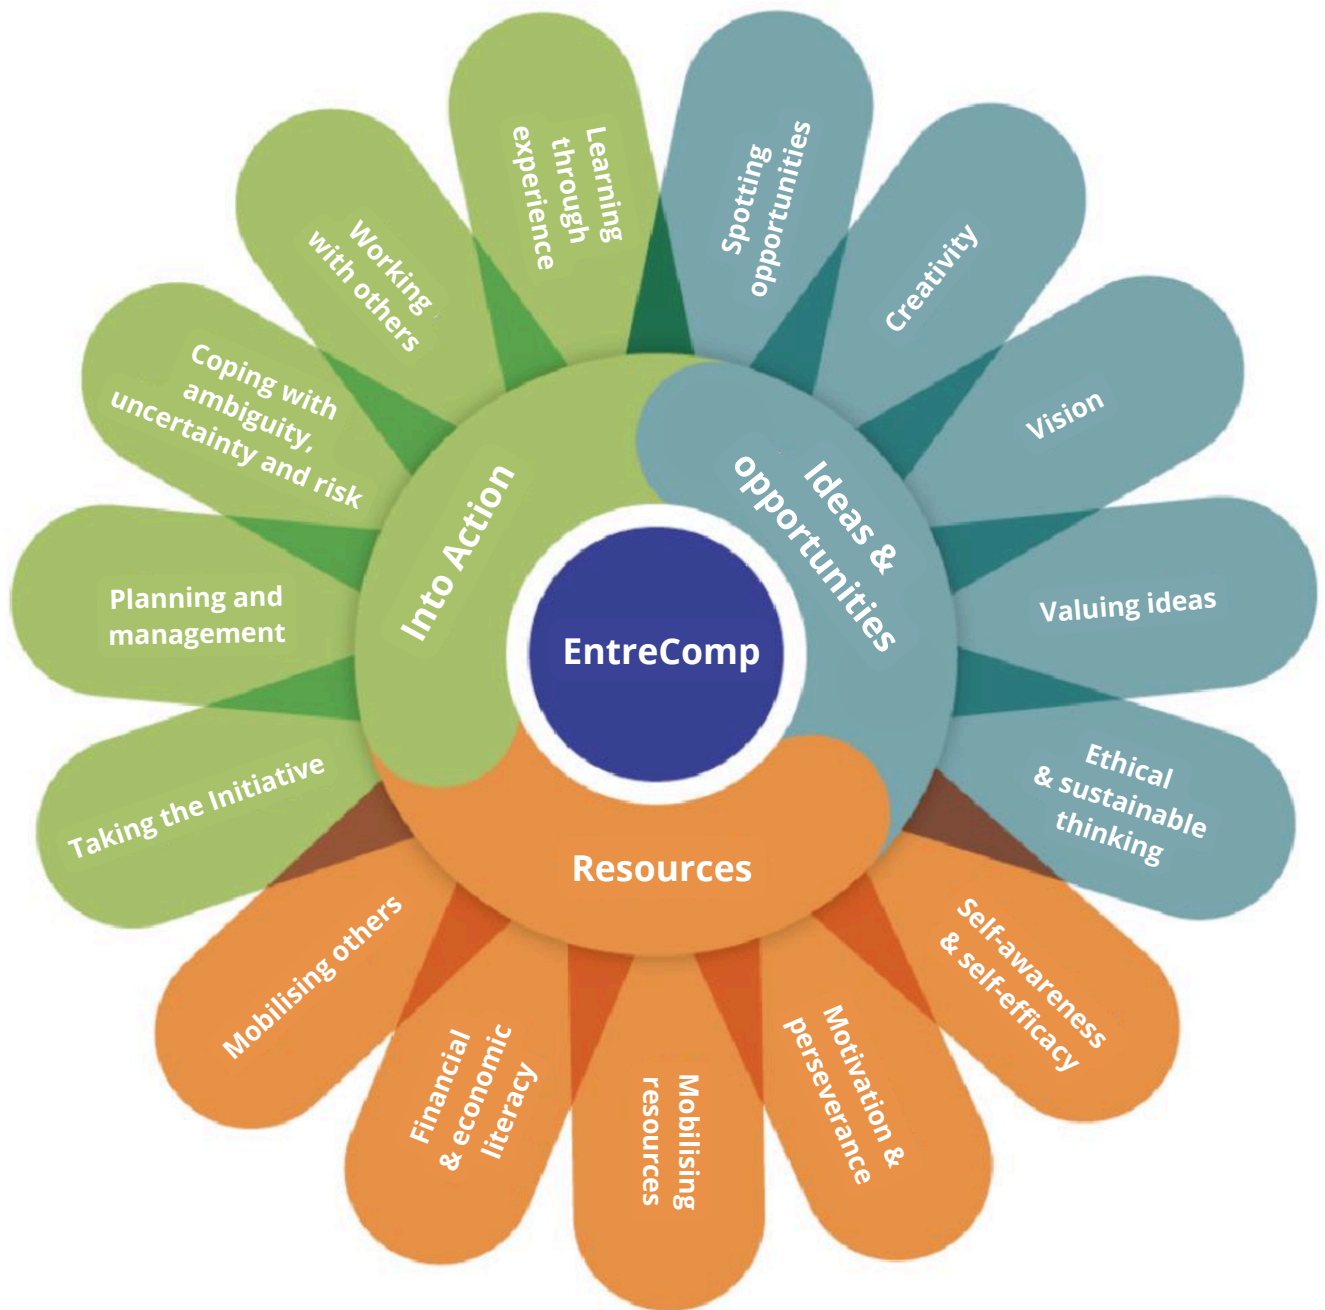 EntreComp
Ideas &
opportunities
Spotting
opportunities
Creativity
Vision
Valuing ideas
Ethical
& sustainable
thinking
Resources
Self-awareness
& self-efficacy
Motivation &
perseverance
Mobilising
resources
Financial
& economic
literacy
Mobilising others
Into Action
Taking the Initiative
Planning and
management
Coping with
ambiguity,
uncertainty and risk
Working
with others
Learning
through
experience